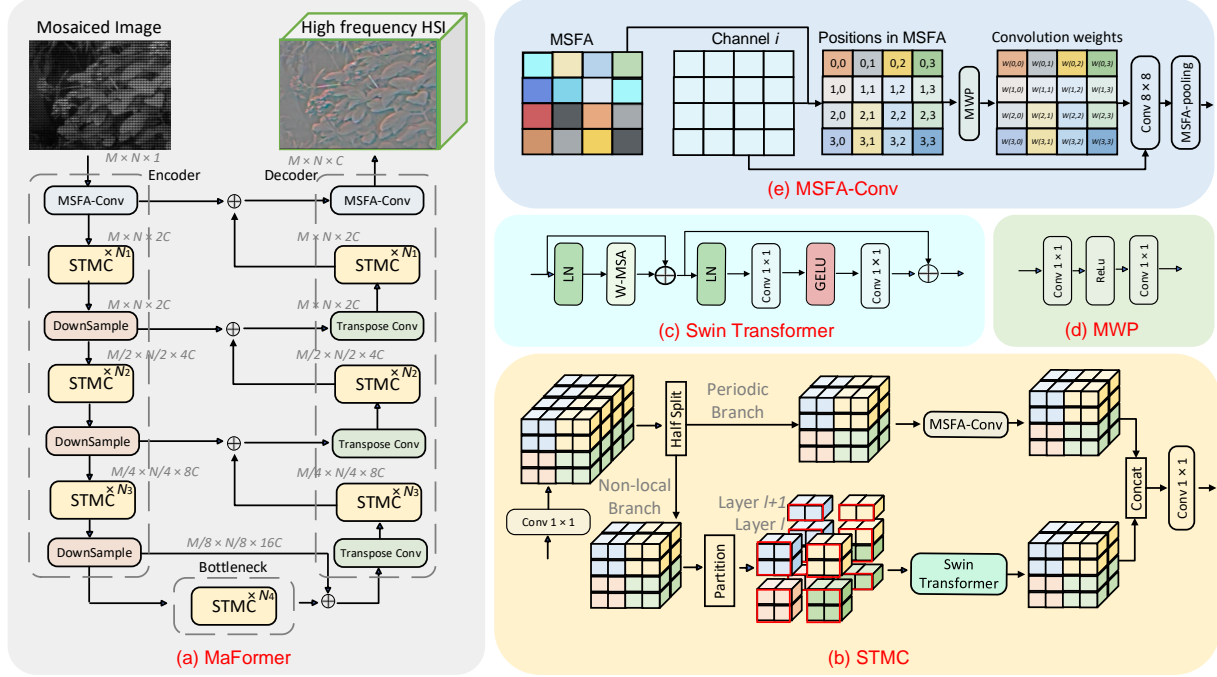 Mosaiced Image
High frequency HSI
M × N × 1
Encoder
M × N × C
Decoder
MSFA-Conv
MSFA-Conv
M × N × 2C
M × N × 2C
STMC × N1
STMC × N1
M × N × 2C
M × N × 2C
DownSample
Transpose Conv
M/2 × N/2 × 4C
M/2 × N/2 × 4C
STMC × N2
STMC × N2
DownSample
Transpose Conv
M/4 × N/4 × 8C
M/4 × N/4 × 8C
STMC × N3
STMC × N3
DownSample
M/8 × N/8 × 16C
Transpose Conv
Bottleneck
STMC × N4
(a) MaFormer
MSFA
Channel i
Positions in MSFA
Convolution weights
0,0 0,1 0,2 0,3
1,0 1,1 1,2 1,3
2,0 2,1 2,2 2,3
3,0 3,1 3,2 3,3
MWP
W(0,0) W(0,1) W(0,2) W(0,3)
W(1,0) W(1,1) W(1,2) W(1,3)
W(2,0) W(2,1) W(2,2) W(2,3)
W(3,0) W(3,1) W(3,2) W(3,3)
Conv 8 × 8
MSFA-pooling
(e) MSFA-Conv
LN
W-MSA
LN
Conv 1 × 1
GELU
Conv 1 × 1
(c) Swin Transformer
Conv 1 × 1
ReLu
Conv 1 × 1
(d) MWP
Half Split
Periodic
Branch
MSFA-Conv
Non-local
Branch
Conv 1 × 1
Layer l+1
Layer l
Partition
Swin
Transformer
Concat
Conv 1 × 1
(b) STMC